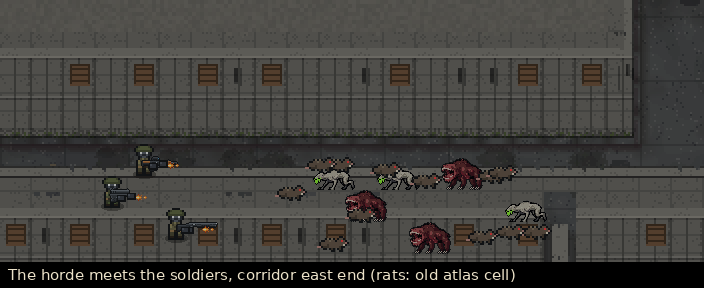 The horde meets the soldiers, corridor east end (rats: old atlas cell)